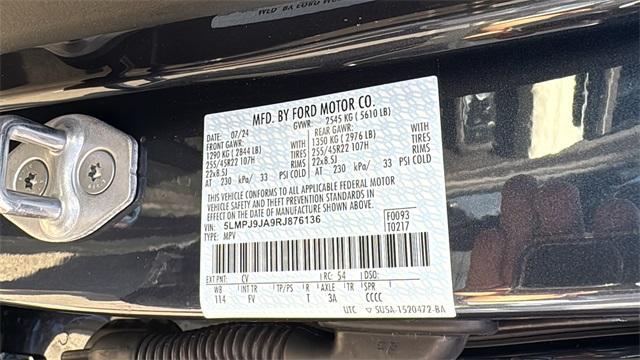 MFD. BY FORD MOTOR CO.
07/24 GVWR: 2545 KG ( 5610 LB)
FRONT GAWR: REAR GAWR:
1290 KG ( 2844 LB) 1350 KG ( 2976 LB)
255/45R22 107H TIRES 255/45R22 107H TIRES
22x8.5J RIMS 22x8.5J RIMS
AT 230 kPa/ 33 PSI COLD AT 230 kPa/ 33 PSI COLD
THIS VEHICLE CONFORMS TO ALL APPLICABLE FEDERAL MOTOR
VEHICLE SAFETY AND THEFT PREVENTION STANDARDS IN
EFFECT ON THE DATE OF MANUFACTURE SHOWN ABOVE.
VIN: 5LMPJ9JA9RJ876136 F0093
TYPE: MPV T0217
EXT PNT: CV RC: 54 DSO:
WB INT TR TP/PS R AXLE TR SPR
114 FV T 3A CCCC
UTC ▽ SU5A-1520472-BA